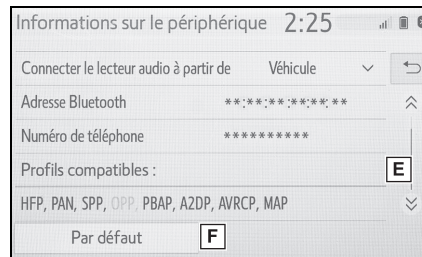 Informations sur le périphérique 2:25
Connecter le lecteur audio à partir de Véhicule
Adresse Bluetooth **:**:**:**:**:**
Numéro de téléphone **********
Profils compatibles :
E
HFP, PAN, SPP, OPP, PBAP, A2DP, AVRCP, MAP
Par défaut F